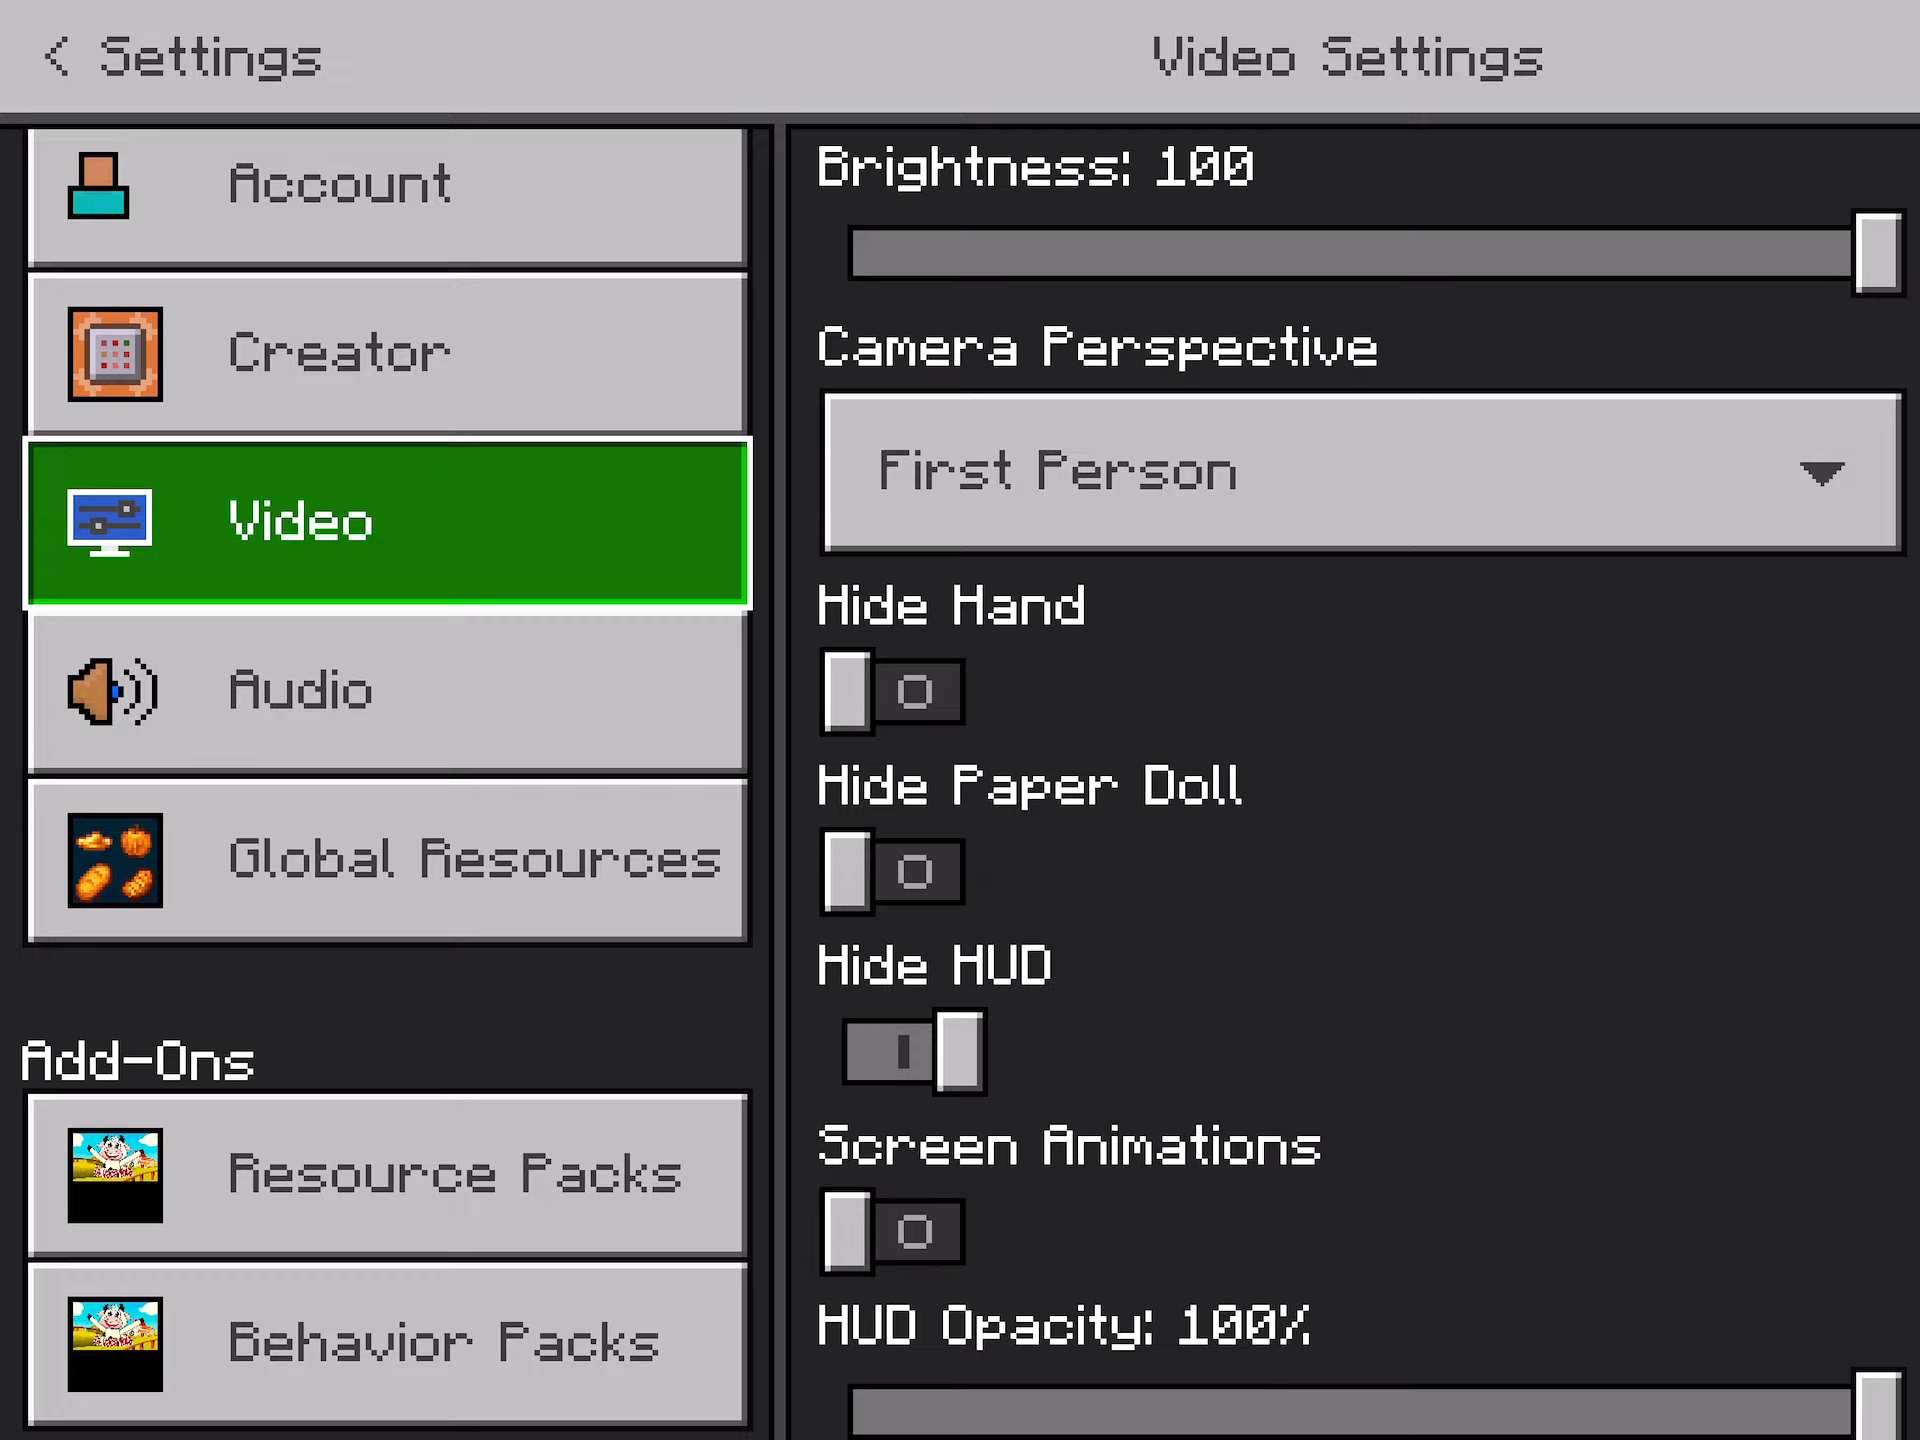 < Settings
Video Settings
Account
Creator
Video
Audio
Global Resources
Add-Ons
Resource Packs
Behavior Packs
Brightness: 100
Camera Perspective
First Person
Hide Hand
Hide Paper Doll
Hide HUD
Screen Animations
HUD Opacity: 100%